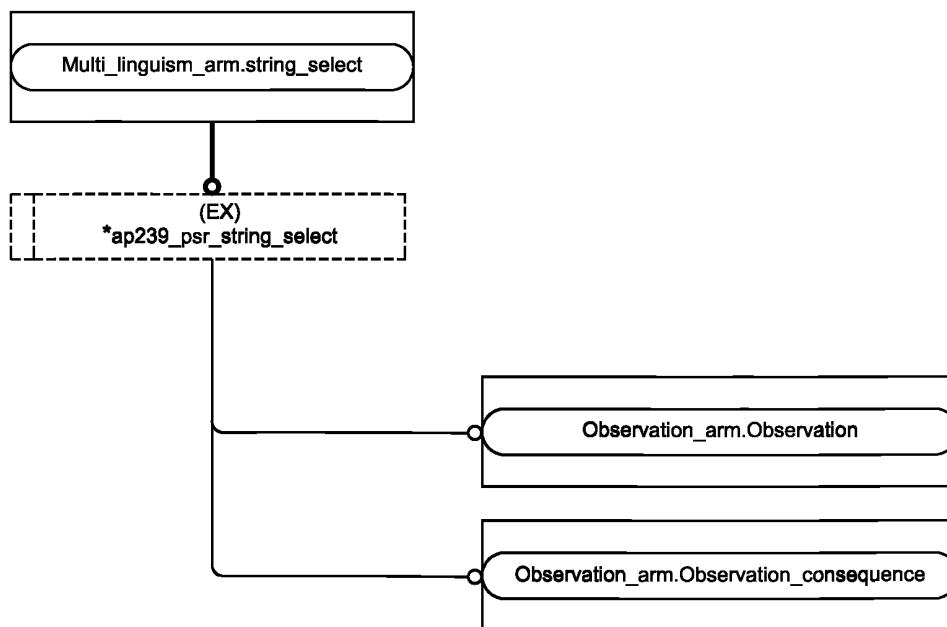 Multi_linguism_arm.string_select
(EX)
*ap239_psr_string_select
Observation_arm.Observation
Observation_arm.Observation_consequence